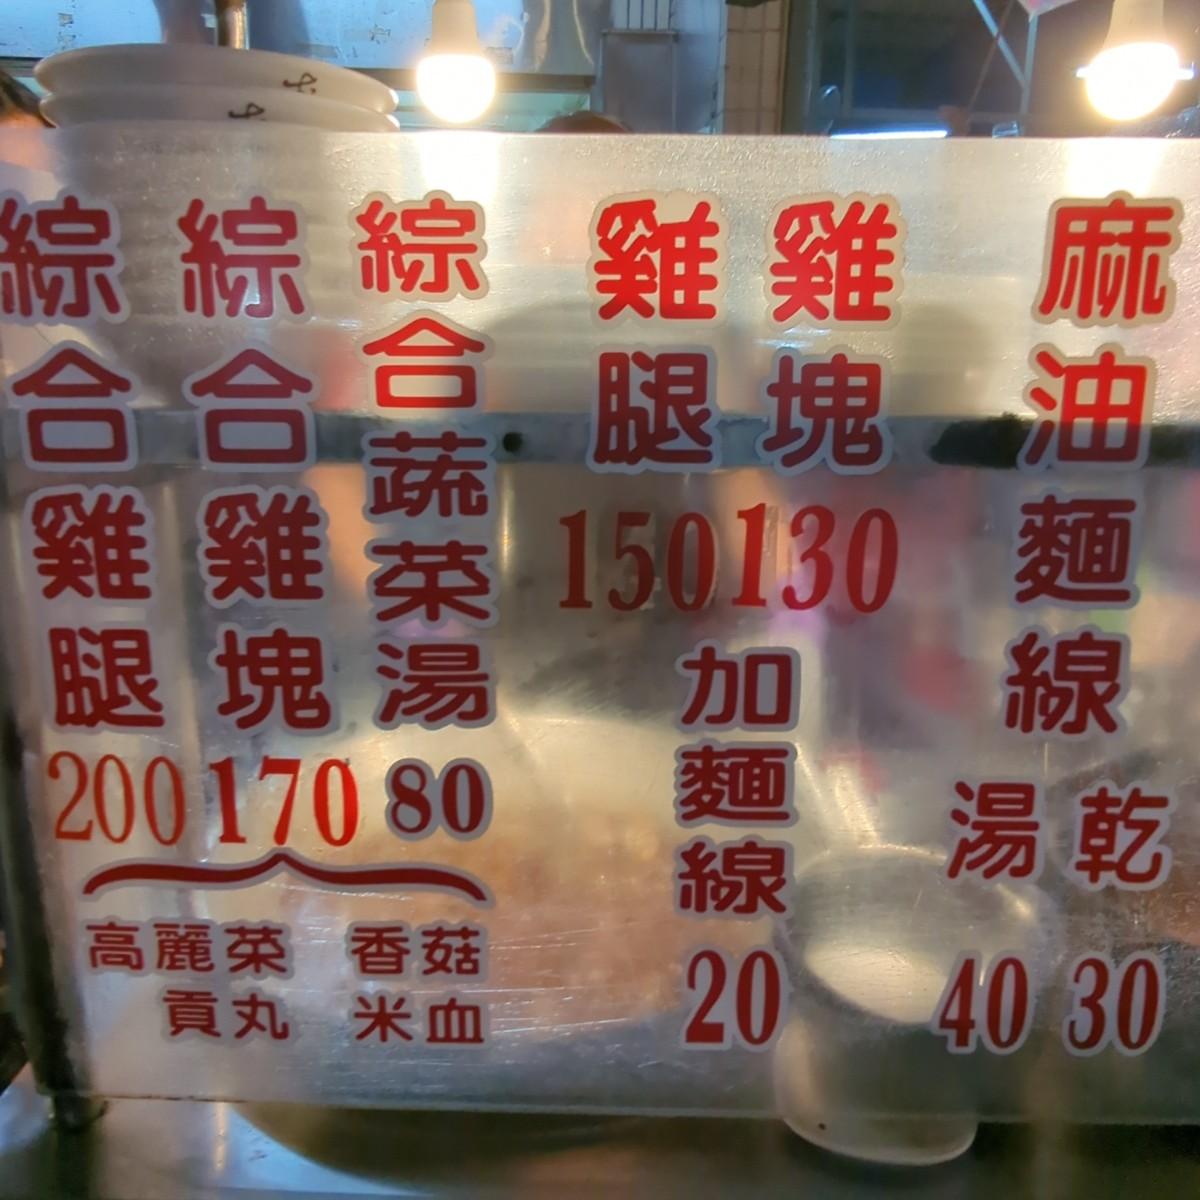 麻油麵線
湯 40
乾 30
雞塊 130
雞腿 150
加麵線 20
綜合蔬菜湯 80
綜合雞塊 170
綜合雞腿 200
高麗菜 香菇
貢丸 米血